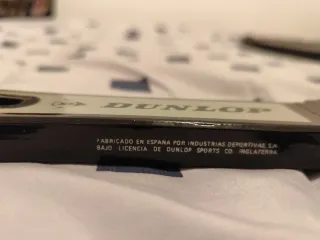 DUNLOP
FABRICADO EN ESPAÑA POR INDUSTRIAS DEPORTIVAS, S.A.
BAJO LICENCIA DE DUNLOP SPORTS CO. INGLATERRA.